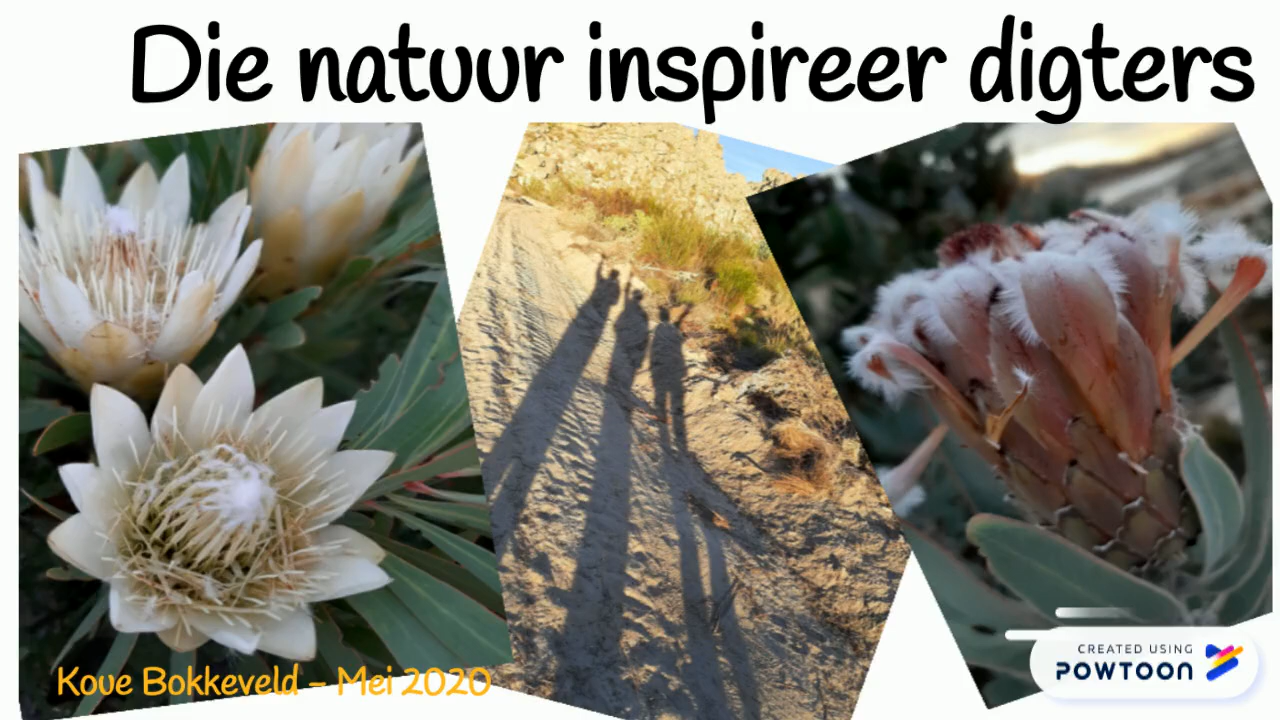 Die natuur inspireer digters
Koue Bokkeveld - Mei 2020
CREATED USING
POWTOON